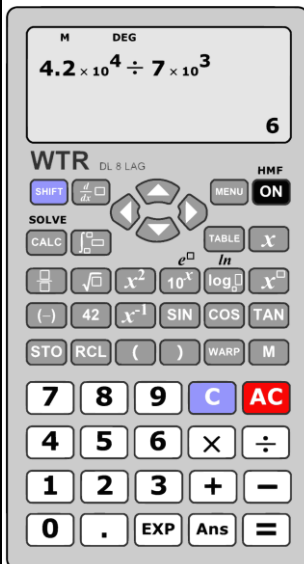 M DEG
4.2 × 10⁴ ÷ 7 × 10³
6
WTR DL 8 LAG
HMF
SHIFT d/dx□ MENU ON
SOLVE
CALC ∫□ TABLE x
e□ ln
□/□ √□ x² 10ˣ log□□ x□
(−) 42 x⁻¹ SIN COS TAN
STO RCL ( ) WARP M
7 8 9 C AC
4 5 6 × ÷
1 2 3 + −
0 . EXP Ans =